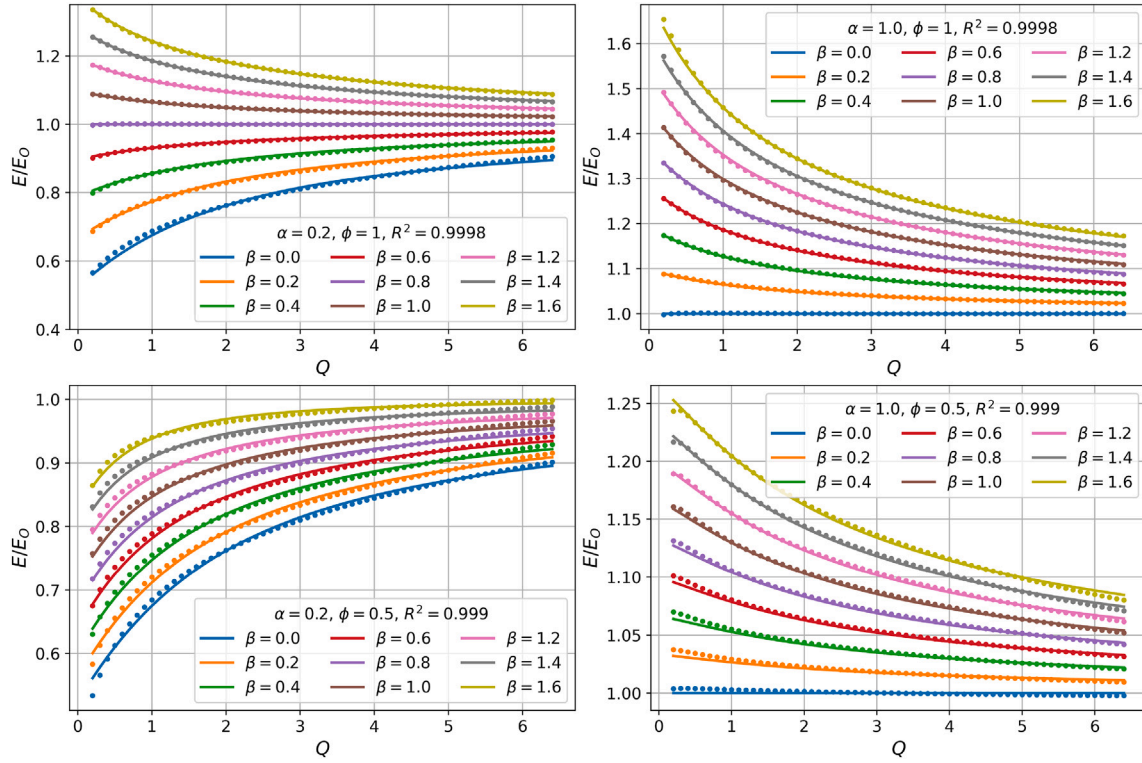 α = 1.0, ϕ = 1, R² = 0.9998
β = 0.0 β = 0.6 β = 1.2
β = 0.2 β = 0.8 β = 1.4
β = 0.4 β = 1.0 β = 1.6
1.6
1.5
1.4
1.3
1.2
1.1
1.0
E/E_O
0 1 2 3 4 5 6
Q
1.2
1.0
0.8
0.6
0.4
E/E_O
α = 0.2, ϕ = 1, R² = 0.9998
β = 0.0 β = 0.6 β = 1.2
β = 0.2 β = 0.8 β = 1.4
β = 0.4 β = 1.0 β = 1.6
0 1 2 3 4 5 6
Q
1.0
0.9
0.8
0.7
0.6
E/E_O
α = 0.2, ϕ = 0.5, R² = 0.999
β = 0.0 β = 0.6 β = 1.2
β = 0.2 β = 0.8 β = 1.4
β = 0.4 β = 1.0 β = 1.6
0 1 2 3 4 5 6
Q
1.25
1.20
1.15
1.10
1.05
1.00
E/E_O
α = 1.0, ϕ = 0.5, R² = 0.999
β = 0.0 β = 0.6 β = 1.2
β = 0.2 β = 0.8 β = 1.4
β = 0.4 β = 1.0 β = 1.6
0 1 2 3 4 5 6
Q